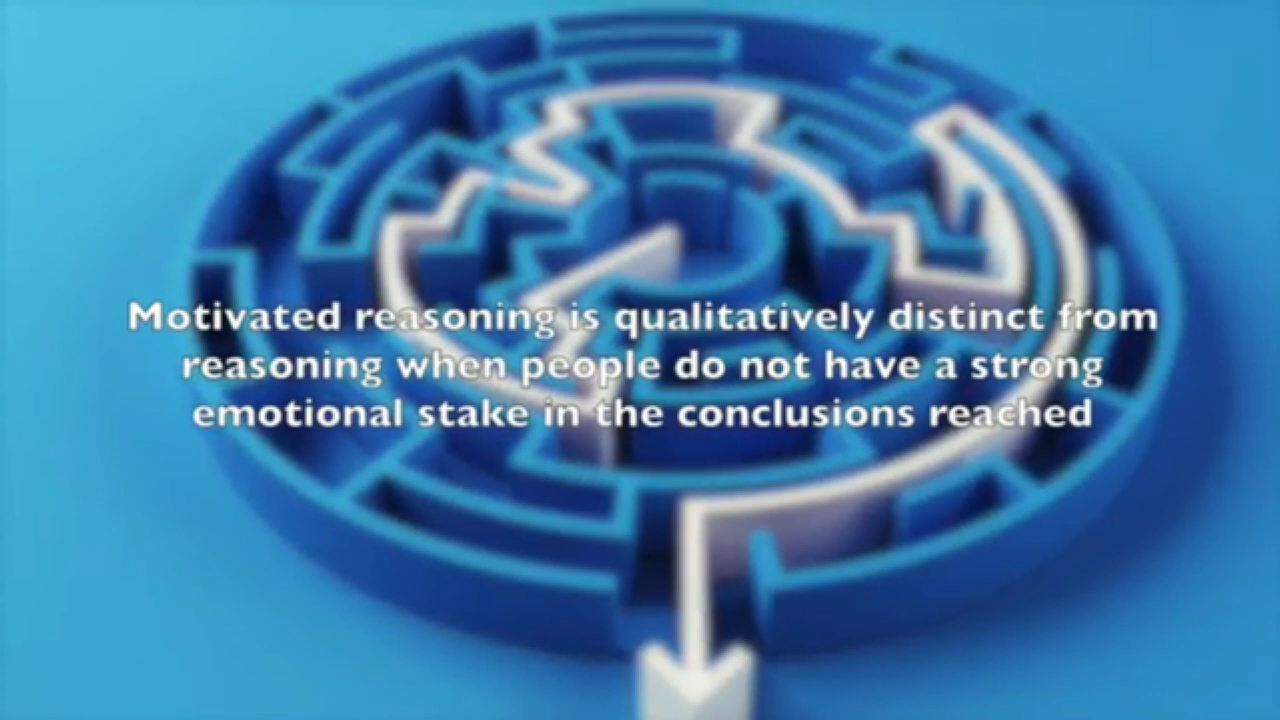 Motivated reasoning is qualitatively distinct from
reasoning when people do not have a strong
emotional stake in the conclusions reached